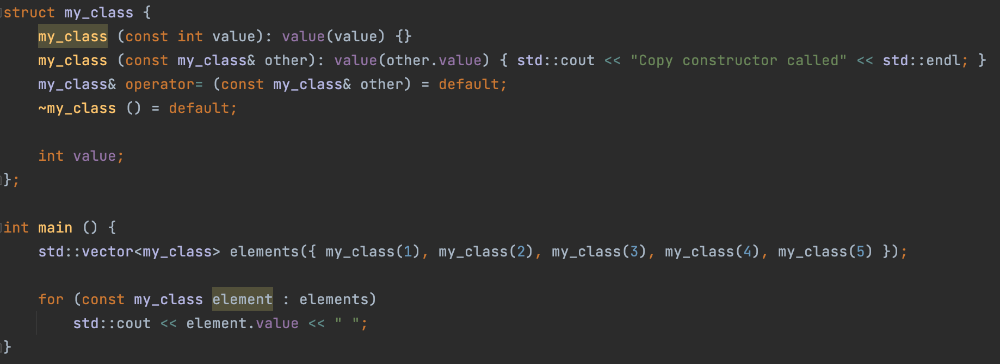 struct my_class {
    my_class (const int value): value(value) {}
    my_class (const my_class& other): value(other.value) { std::cout << "Copy constructor called" << std::endl; }
    my_class& operator= (const my_class& other) = default;
    ~my_class () = default;

    int value;
};

int main () {
    std::vector<my_class> elements({ my_class(1), my_class(2), my_class(3), my_class(4), my_class(5) });

    for (const my_class element : elements)
        std::cout << element.value << " ";
}